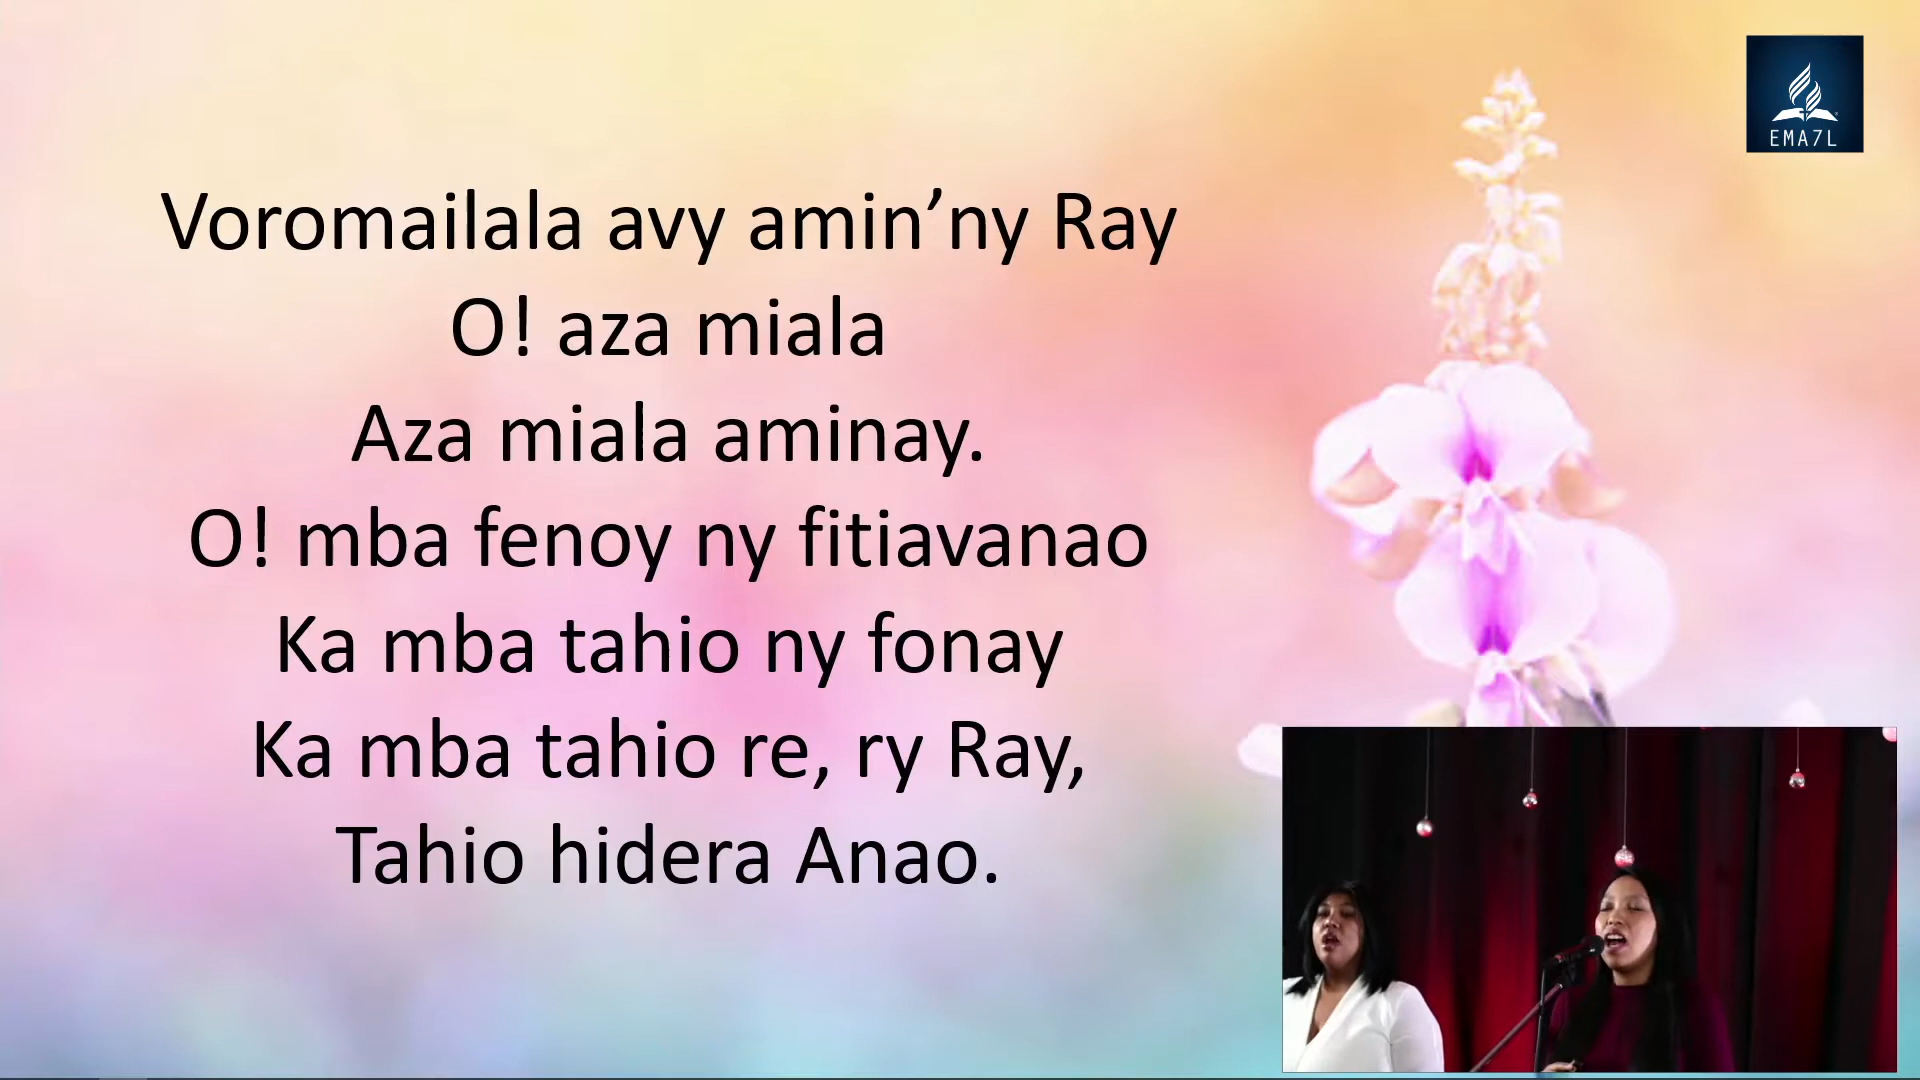 EMA7L
Voromailala avy amin’ny Ray
O! aza miala
Aza miala aminay.
O! mba fenoy ny fitiavanao
Ka mba tahio ny fonay
Ka mba tahio re, ry Ray,
Tahio hidera Anao.